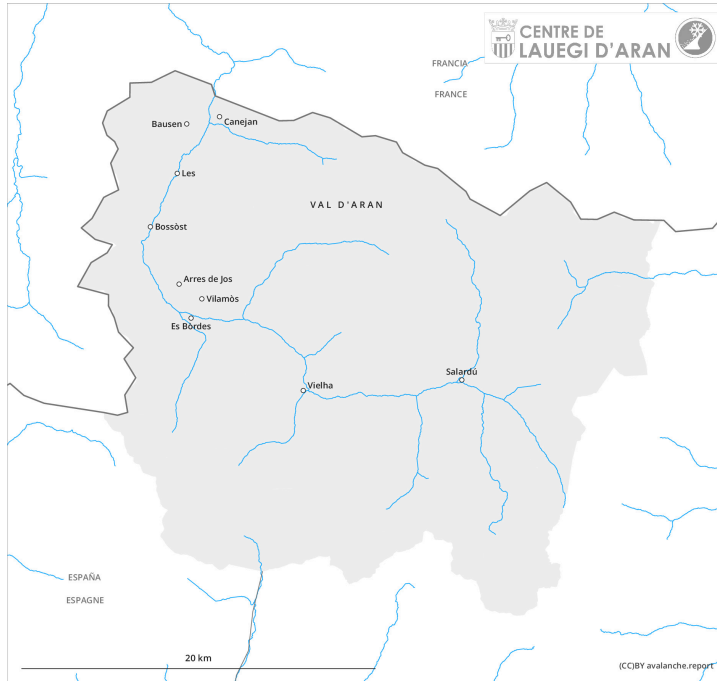 CENTRE DE
LAUEGI D'ARAN
FRANCIA
FRANCE
Bausen
Canejan
Les
VAL D'ARAN
Bossòst
Arres de Jos
Vilamòs
Es Bòrdes
Salardú
Vielha
ESPAÑA
ESPAGNE
20 km
(CC)BY avalanche.report